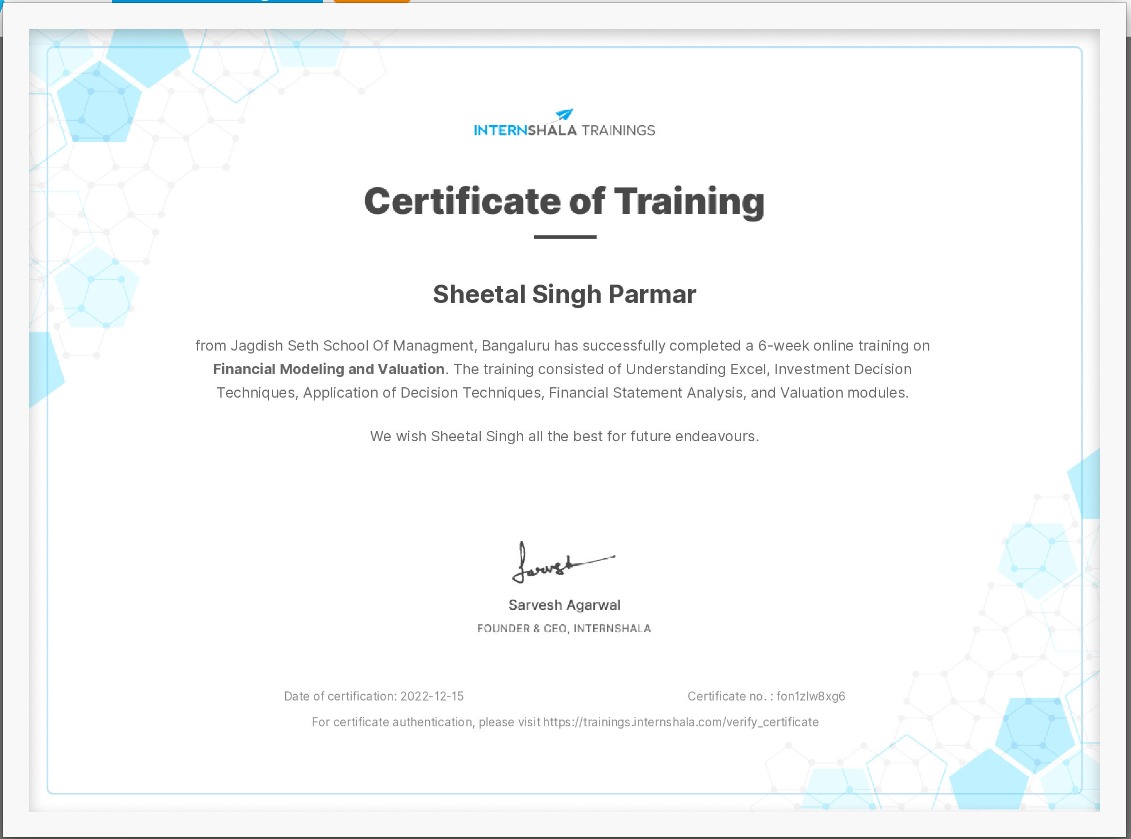 INTERNSHALA TRAININGS
Certificate of Training
Sheetal Singh Parmar
from Jagdish Seth School Of Managment, Bangaluru has successfully completed a 6-week online training on
Financial Modeling and Valuation. The training consisted of Understanding Excel, Investment Decision
Techniques, Application of Decision Techniques, Financial Statement Analysis, and Valuation modules.
We wish Sheetal Singh all the best for future endeavours.
Sarvesh
Sarvesh Agarwal
FOUNDER & CEO, INTERNSHALA
Date of certification: 2022-12-15 Certificate no. : fon1zlw8xg6
For certificate authentication, please visit https://trainings.internshala.com/verify_certificate